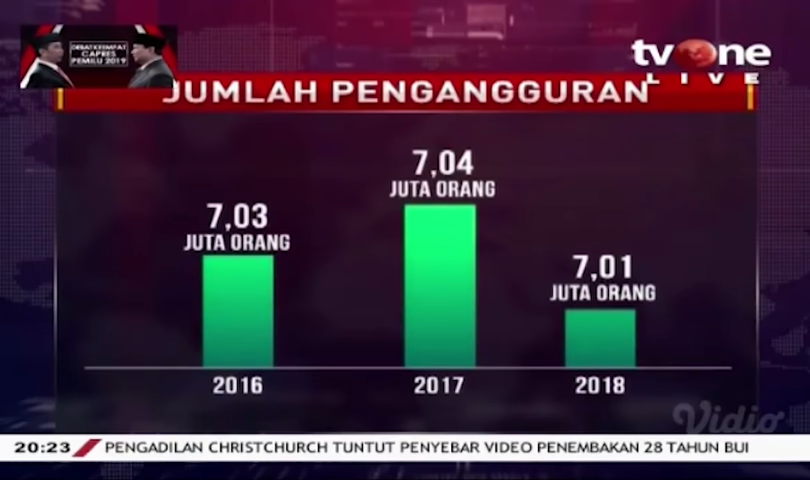 DEBAT KEEMPAT
CAPRES
PEMILU 2019
tvOne
LIVE
JUMLAH PENGANGGURAN
7,03
JUTA ORANG
7,04
JUTA ORANG
7,01
JUTA ORANG
2016
2017
2018
Vidio
20:23 PENGADILAN CHRISTCHURCH TUNTUT PENYEBAR VIDEO PENEMBAKAN 28 TAHUN BUI